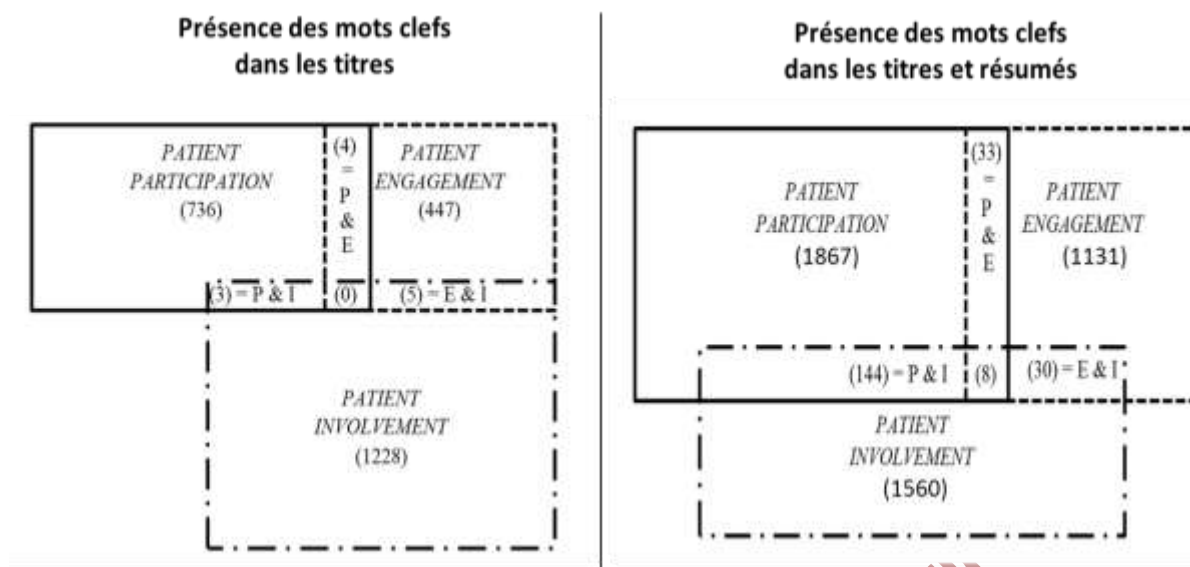 Présence des mots clefs
dans les titres
PATIENT
PARTICIPATION
(736)
(4)
=
P
&
E
PATIENT
ENGAGEMENT
(447)
(3) = P & I
(0)
(5) = E & I
PATIENT
INVOLVEMENT
(1228)
Présence des mots clefs
dans les titres et résumés
PATIENT
PARTICIPATION
(1867)
(33)
=
P
&
E
PATIENT
ENGAGEMENT
(1131)
(144) = P & I
(8)
(30) = E & I
PATIENT
INVOLVEMENT
(1560)